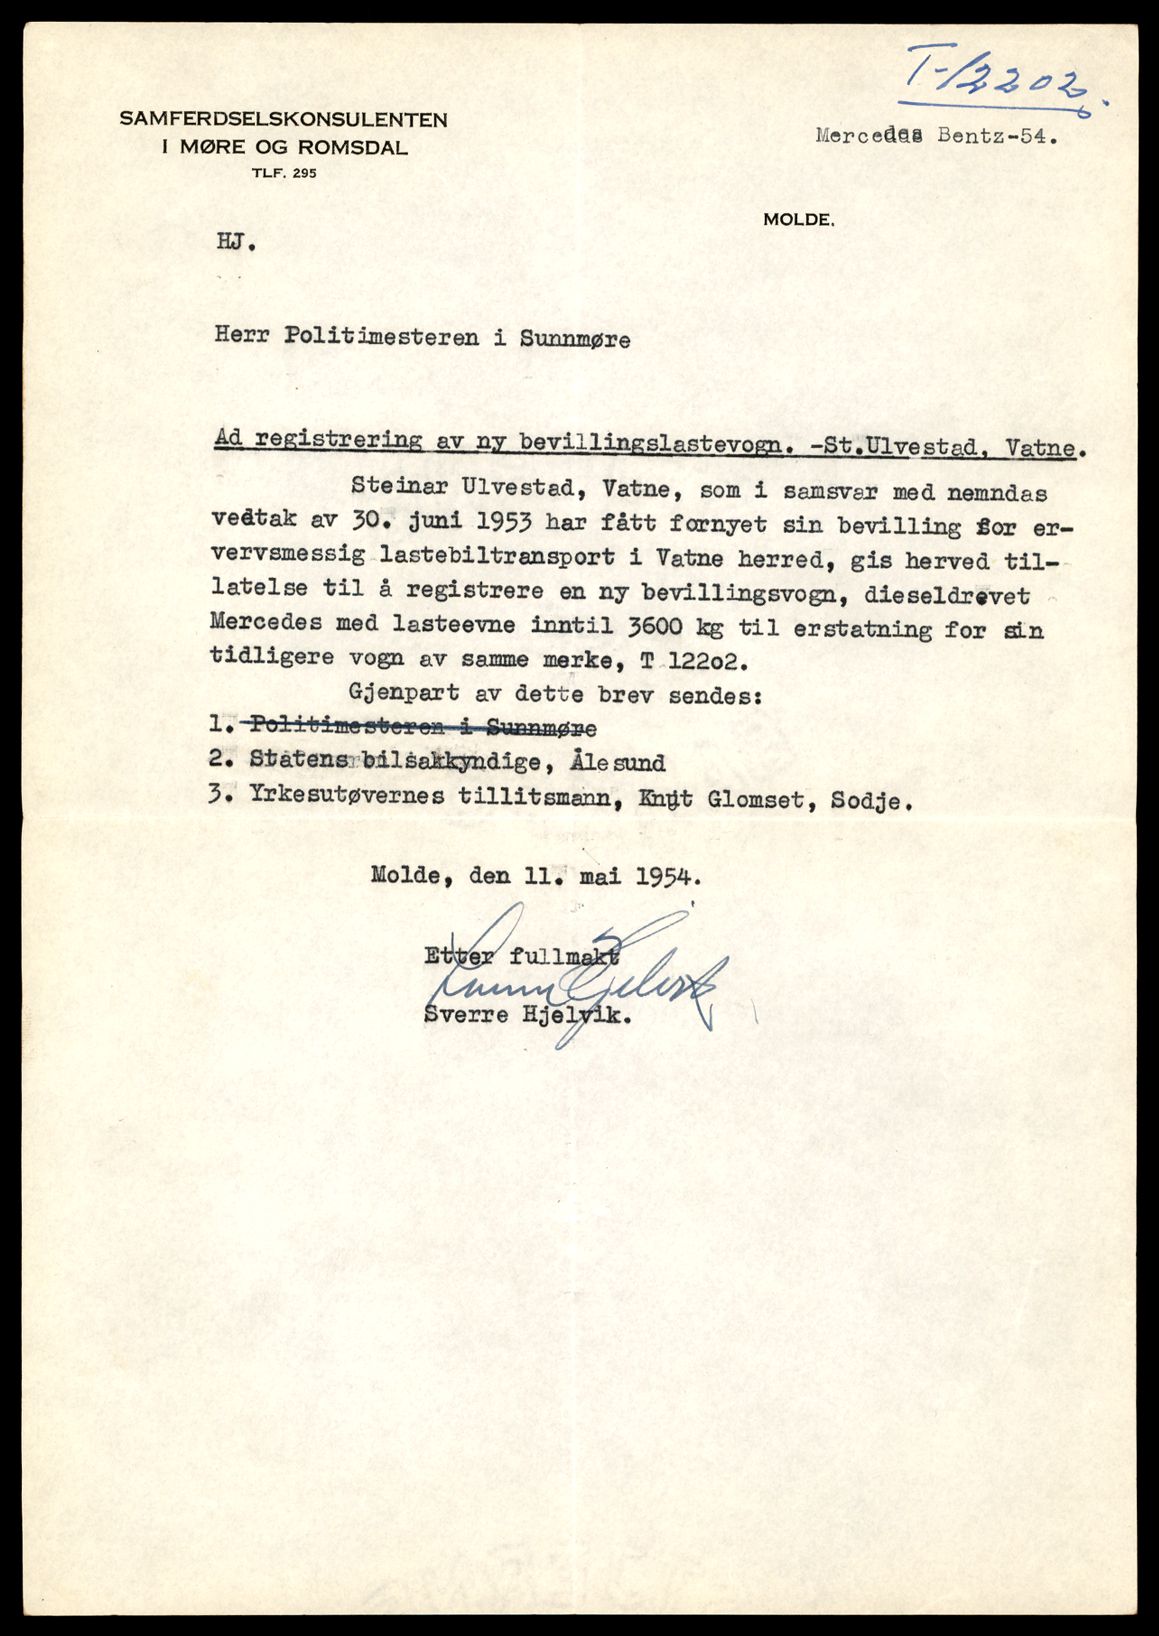 T-12202.
SAMFERDSELSKONSULENTEN
I MØRE OG ROMSDAL
TLF. 295
Mercedes Bentz-54.
MOLDE.
HJ.
Herr Politimesteren i Sunnmøre
Ad registrering av ny bevillingslastevogn. -St.Ulvestad, Vatne.
Steinar Ulvestad, Vatne, som i samsvar med nemndas
vedtak av 30. juni 1953 har fått fornyet sin bevilling for er-
vervsmessig lastebiltransport i Vatne herred, gis herved til-
latelse til å registrere en ny bevillingsvogn, dieseldrevet
Mercedes med lasteevne inntil 3600 kg til erstatning for sin
tidligere vogn av samme merke, T 122o2.
Gjenpart av dette brev sendes:
1. Politimesteren i Sunnmøre
2. Statens bilsakkyndige, Ålesund
3. Yrkesutøvernes tillitsmann, Knut Glomset, Sodje.
Molde, den 11. mai 1954.
Etter fullmakt
Sverre Hjelvik.